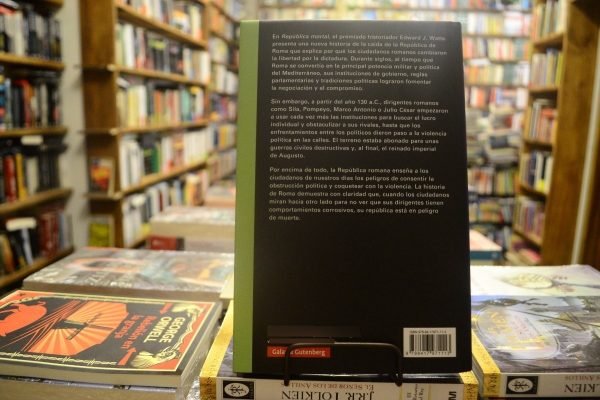 En República mortal, el premiado historiador Edward J. Watts
presenta una nueva historia de la caída de la República de
Roma que explica por qué los ciudadanos romanos cambiaron
la libertad por la dictadura. Durante siglos, al tiempo que
Roma se convertía en la principal potencia militar y política
del Mediterráneo, sus instituciones de gobierno, reglas
parlamentarias y tradiciones políticas lograron fomentar
la negociación y el compromiso.
Sin embargo, a partir del año 130 a.C., dirigentes romanos
como Sila, Pompeyo, Marco Antonio o Julio César empezaron
a usar cada vez más las instituciones para buscar el lucro
individual y obstaculizar a sus rivales, hasta que los
enfrentamientos entre los políticos dieron paso a la violencia
política en las calles. El terreno estaba abonado para unas
guerras civiles destructivas y, al final, el reinado imperial
de Augusto.
Por encima de todo, la República romana enseña a los
ciudadanos de nuestros días los peligros de consentir la
obstrucción política y coquetear con la violencia. La historia
de Roma demuestra con claridad que, cuando los ciudadanos
miran hacia otro lado para no ver que sus dirigentes tienen
comportamientos corrosivos, su república está en peligro
de muerte.
Gutenberg
GEORGE
ORWELL
Rebelión en
la granja
EL SEÑOR DE LOS ANILL
J.R.R. TOLKIEN
LKIEN